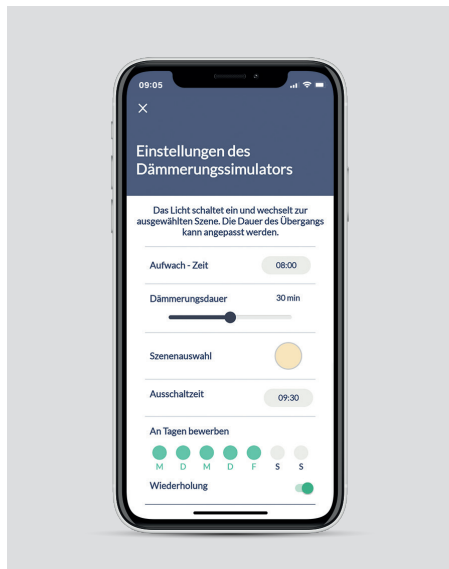 09:05
Einstellungen des
Dämmerungssimulators
Das Licht schaltet ein und wechselt zur
ausgewählten Szene. Die Dauer des Übergangs
kann angepasst werden.
Aufwach - Zeit 08:00
Dämmerungsdauer 30 min
Szenenauswahl
Ausschaltzeit 09:30
An Tagen bewerben
M D M D F S S
Wiederholung